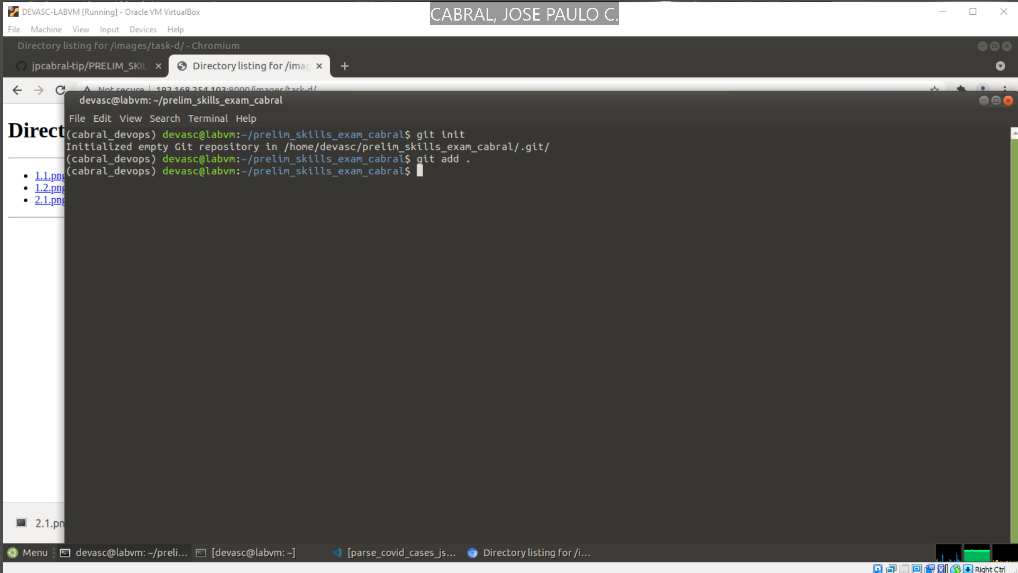 DEVASC-LABVM [Running] - Oracle VM VirtualBox
CABRAL, JOSE PAULO C.
File Machine View Input Devices Help
Directory listing for /images/task-d/ - Chromium
jpcabral-tip/PRELIM_SKIL
Directory listing for /imag
Not secure | 192.168.254.103:8000/images/task-d/
devasc@labvm: ~/prelim_skills_exam_cabral
File Edit View Search Terminal Help
(cabral_devops) devasc@labvm:~/prelim_skills_exam_cabral$ git init
Initialized empty Git repository in /home/devasc/prelim_skills_exam_cabral/.git/
(cabral_devops) devasc@labvm:~/prelim_skills_exam_cabral$ git add .
(cabral_devops) devasc@labvm:~/prelim_skills_exam_cabral$
Direct
1.1.png
1.2.png
2.1.png
2.1.pn
Menu
devasc@labvm: ~/preli...
[devasc@labvm: ~]
[parse_covid_cases_js...
Directory listing for /i...
Right Ctrl